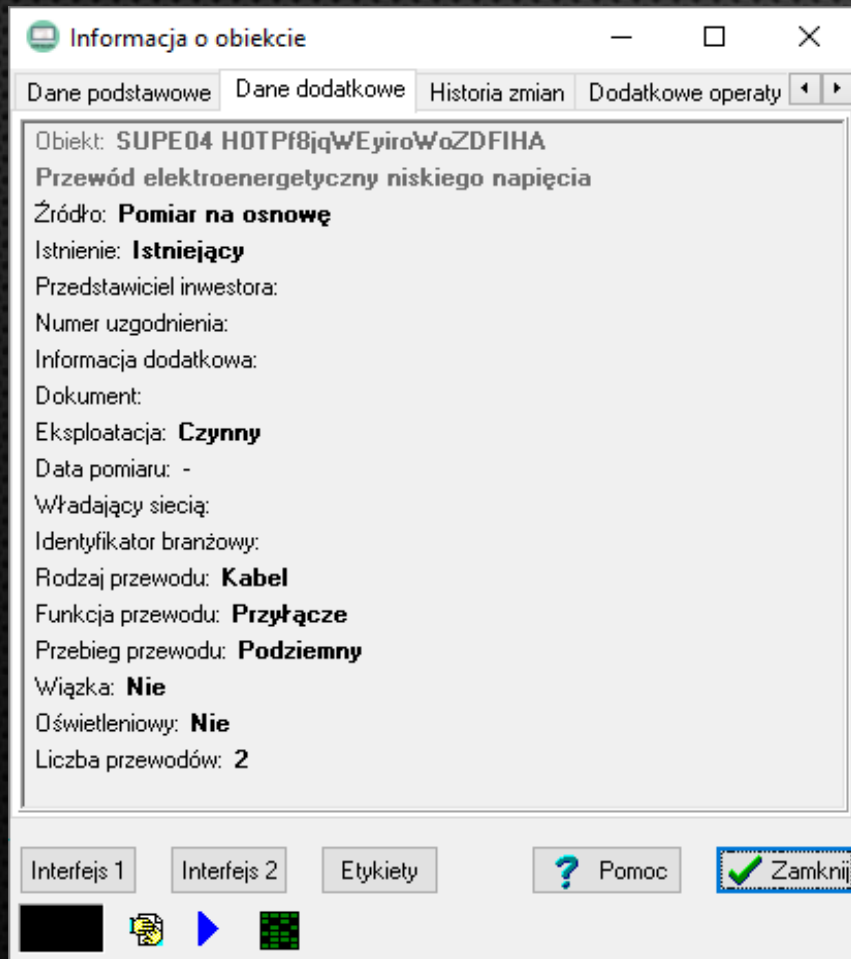 Informacja o obiekcie
Dane podstawowe Dane dodatkowe Historia zmian Dodatkowe operaty
Obiekt: SUPE04 H0TPf8jqWEyiroWoZDFIHA
Przewód elektroenergetyczny niskiego napięcia
Źródło: Pomiar na osnowę
Istnienie: Istniejący
Przedstawiciel inwestora:
Numer uzgodnienia:
Informacja dodatkowa:
Dokument:
Eksploatacja: Czynny
Data pomiaru: -
Władający siecią:
Identyfikator branżowy:
Rodzaj przewodu: Kabel
Funkcja przewodu: Przyłącze
Przebieg przewodu: Podziemny
Wiązka: Nie
Oświetleniowy: Nie
Liczba przewodów: 2
Interfejs 1 Interfejs 2 Etykiety Pomoc Zamknij